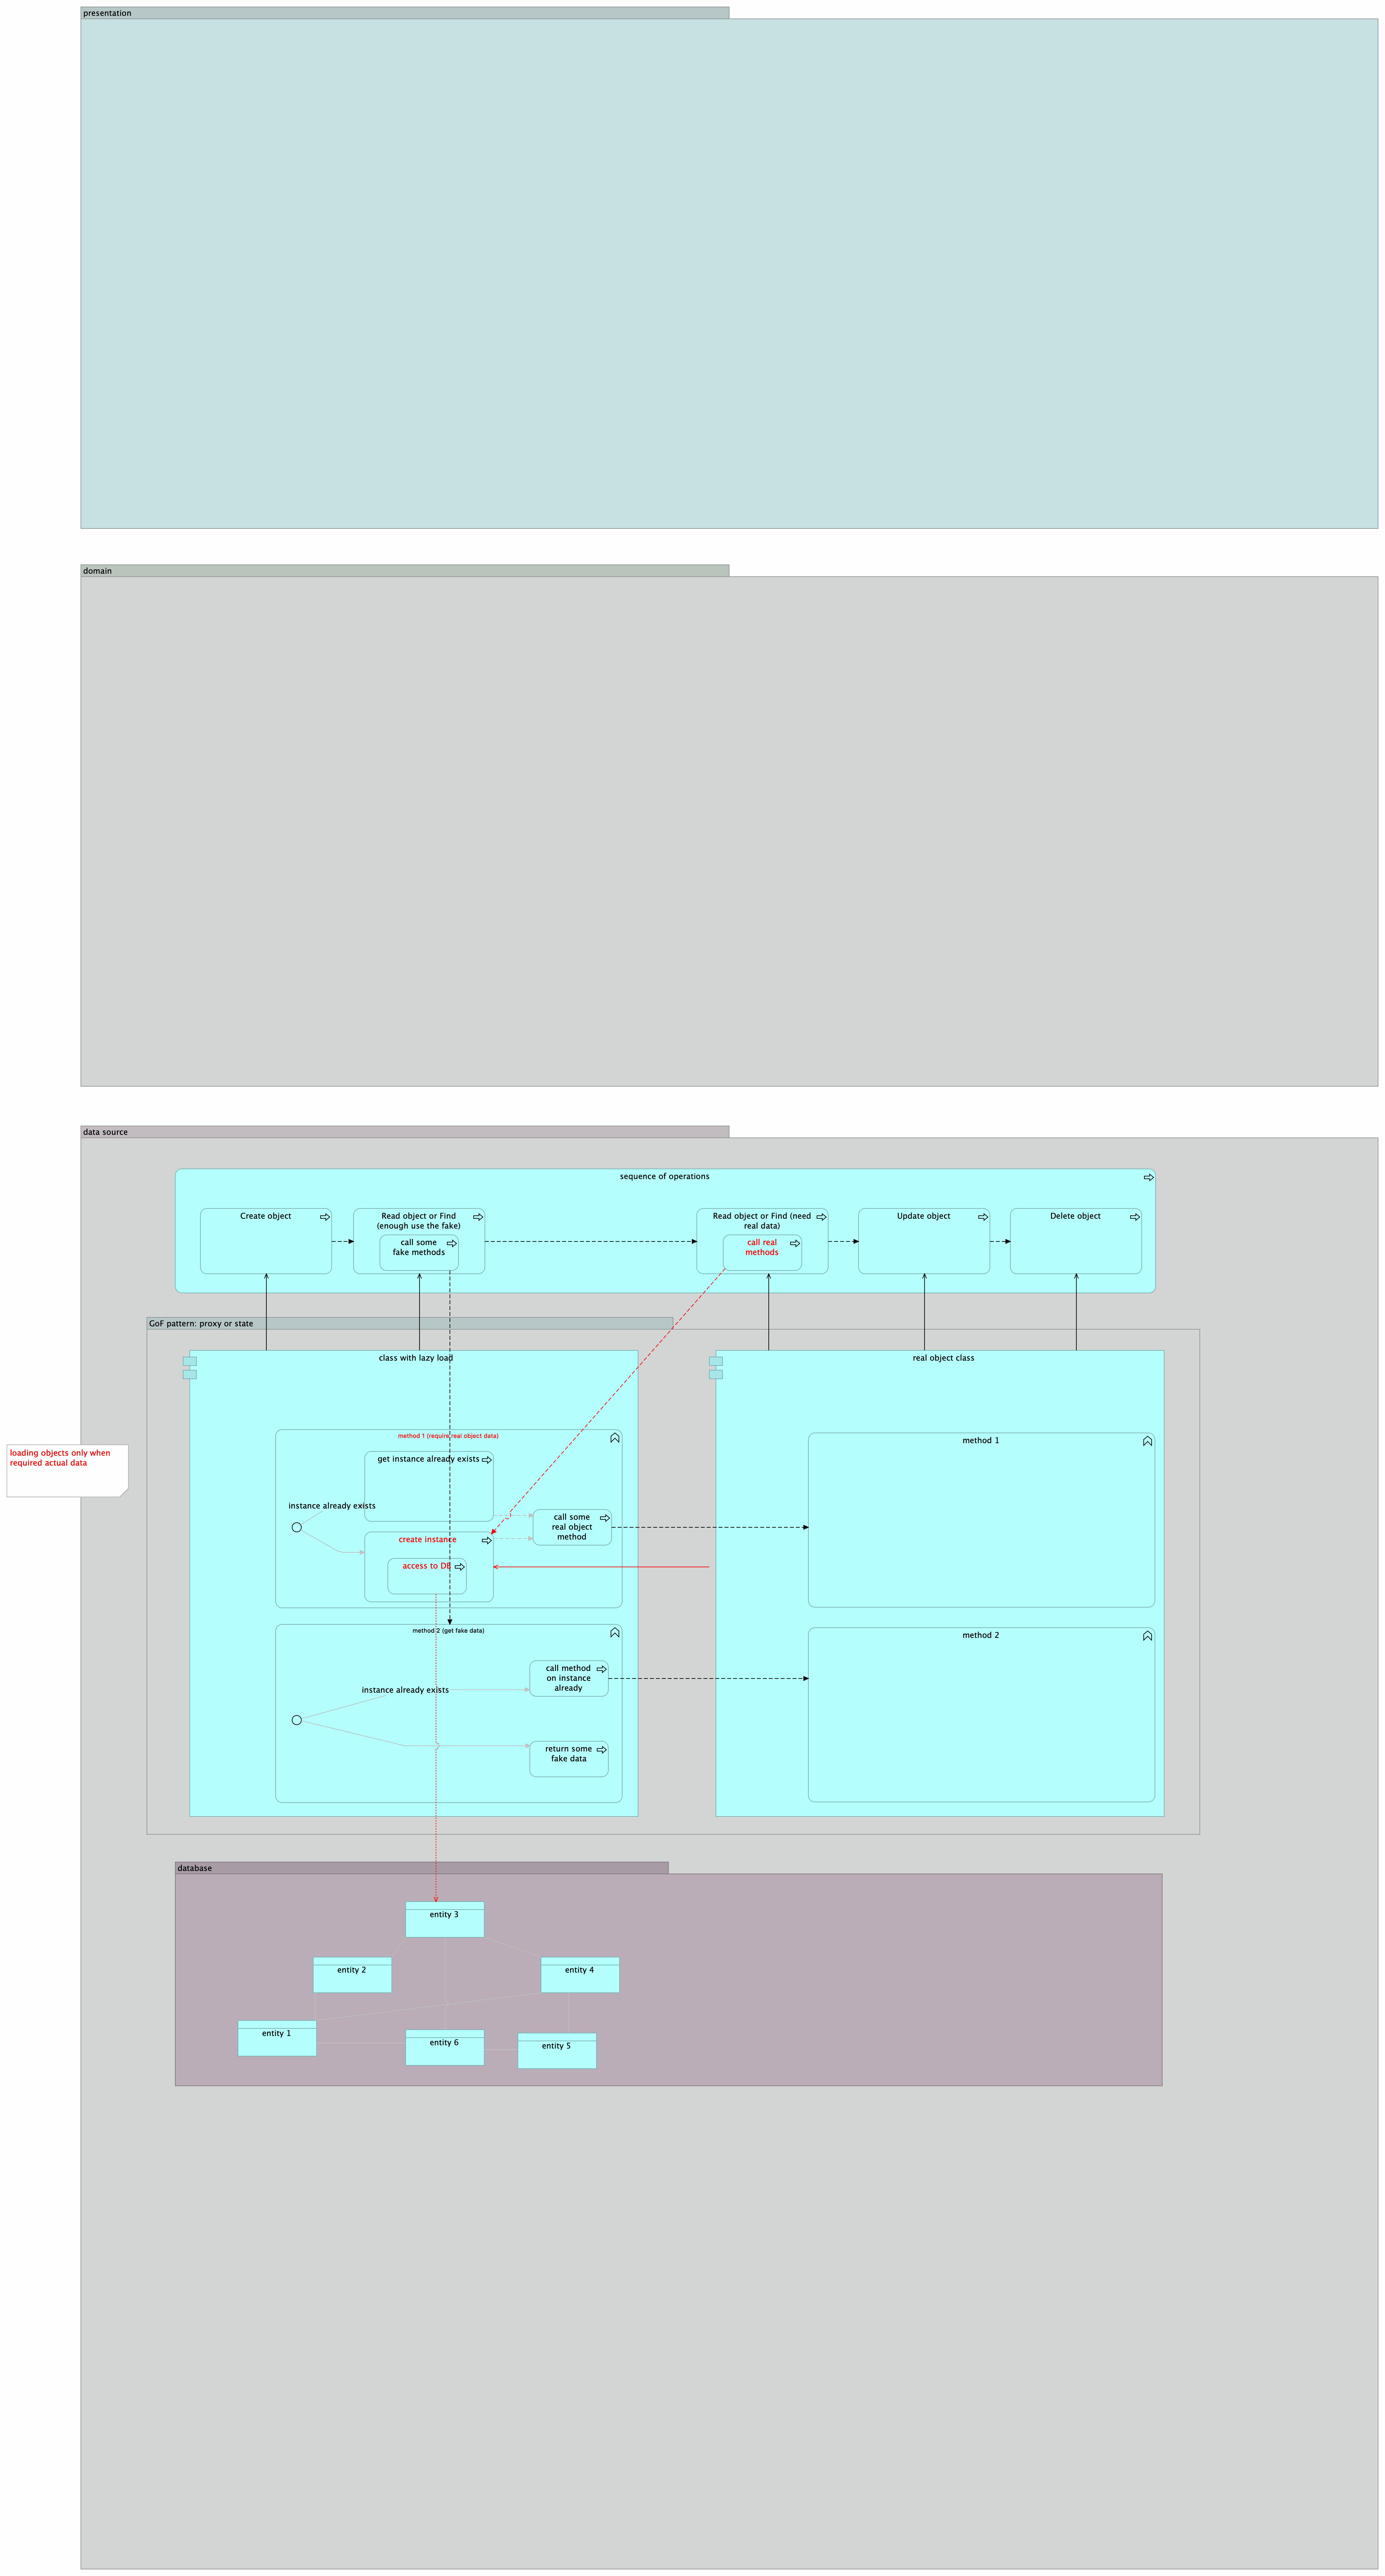 presentation
domain
data source
sequence of operations
Create object
Read object or Find
(enough use the fake)
call some
fake methods
Read object or Find (need
real data)
call real
methods
Update object
Delete object
GoF pattern: proxy or state
class with lazy load
real object class
loading objects only when
required actual data
method 1 (require real object data)
get instance already exists
instance already exists
call some
real object
method
create instance
access to DB
method 1
method 2 (get fake data)
call method
on instance
already
instance already exists
return some
fake data
method 2
database
entity 3
entity 2
entity 4
entity 1
entity 6
entity 5